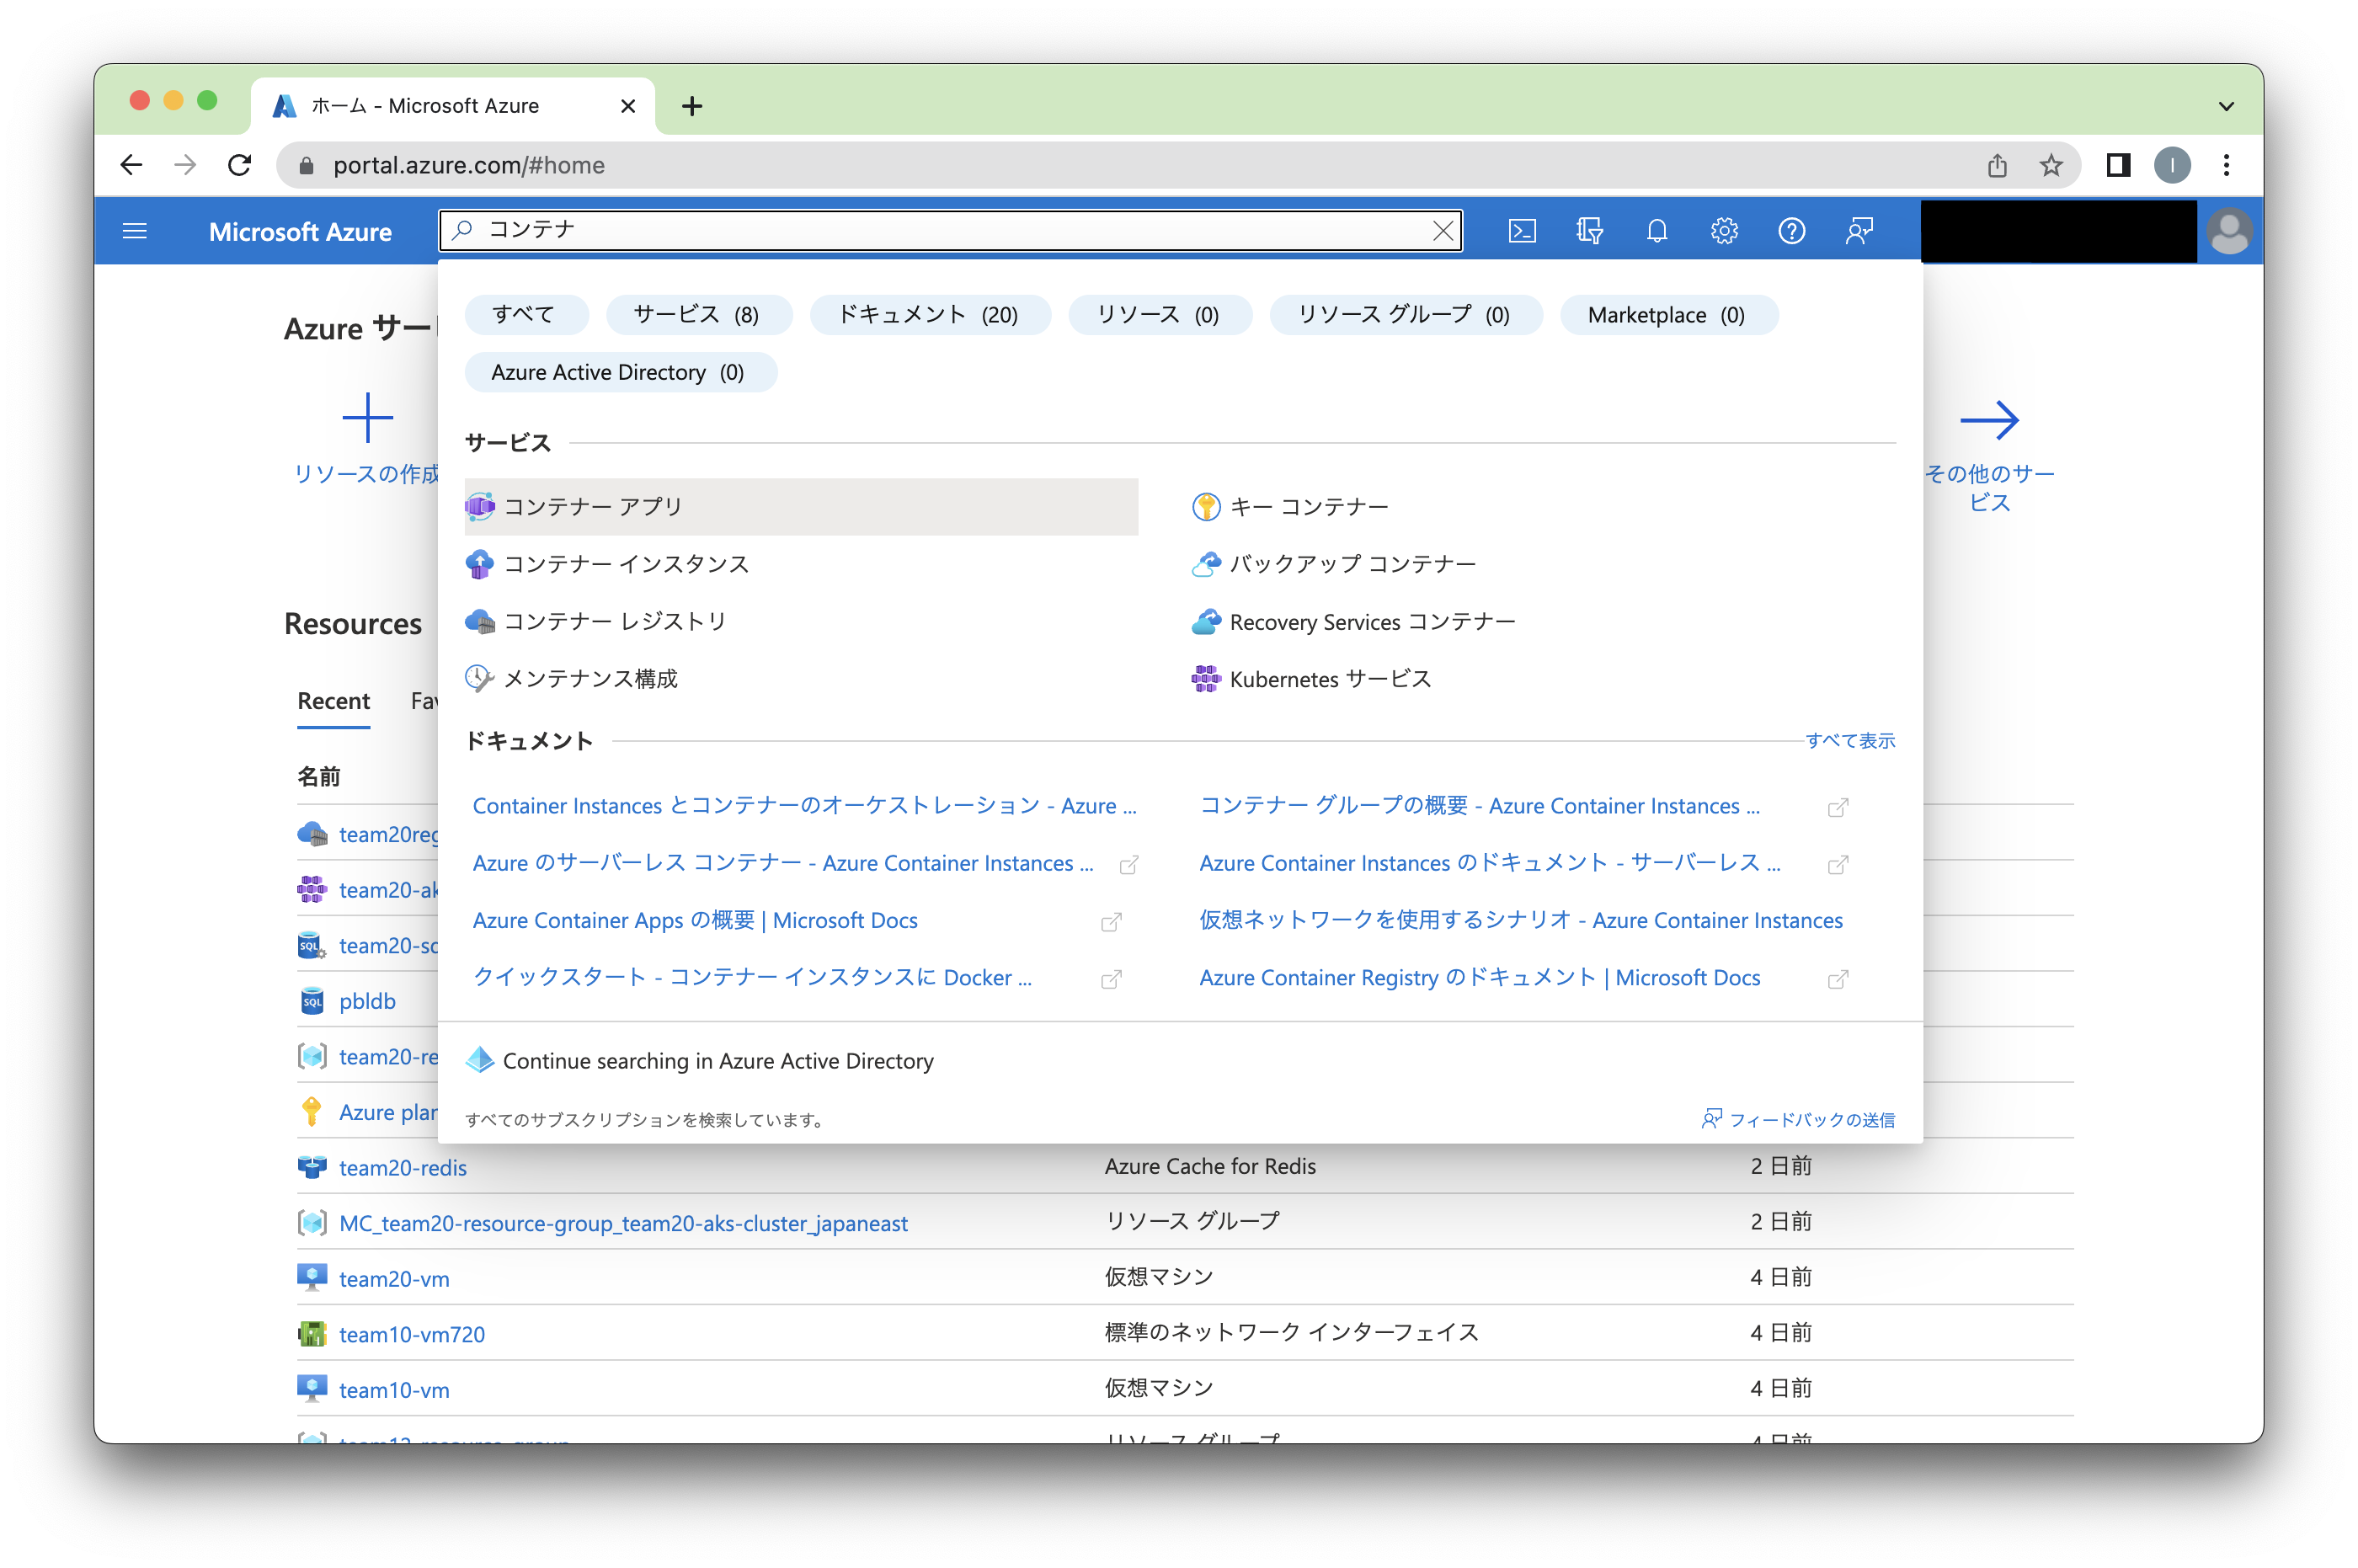 ホーム - Microsoft Azure
portal.azure.com/#home
I
Microsoft Azure
コンテナ
すべて
サービス (8)
ドキュメント (20)
リソース (0)
リソース グループ (0)
Marketplace (0)
Azure Active Directory (0)
Azure サー
リソースの作成
その他のサー
ビス
サービス
コンテナー アプリ
キー コンテナー
コンテナー インスタンス
バックアップ コンテナー
コンテナー レジストリ
Recovery Services コンテナー
メンテナンス構成
Kubernetes サービス
ドキュメント
すべて表示
Container Instances とコンテナーのオーケストレーション - Azure ...
コンテナー グループの概要 - Azure Container Instances ...
Azure のサーバーレス コンテナー - Azure Container Instances ...
Azure Container Instances のドキュメント - サーバーレス ...
Azure Container Apps の概要 | Microsoft Docs
仮想ネットワークを使用するシナリオ - Azure Container Instances
クイックスタート - コンテナー インスタンスに Docker ...
Azure Container Registry のドキュメント | Microsoft Docs
Continue searching in Azure Active Directory
すべてのサブスクリプションを検索しています。
フィードバックの送信
Resources
Recent
Fav
名前
team20reg
team20-ak
SQL
team20-sc
SQL
pbldb
team20-re
Azure plan
team20-redis Azure Cache for Redis 2 日前
MC_team20-resource-group_team20-aks-cluster_japaneast リソース グループ 2 日前
team20-vm 仮想マシン 4 日前
team10-vm720 標準のネットワーク インターフェイス 4 日前
team10-vm 仮想マシン 4 日前
リソース グループ 4 日前